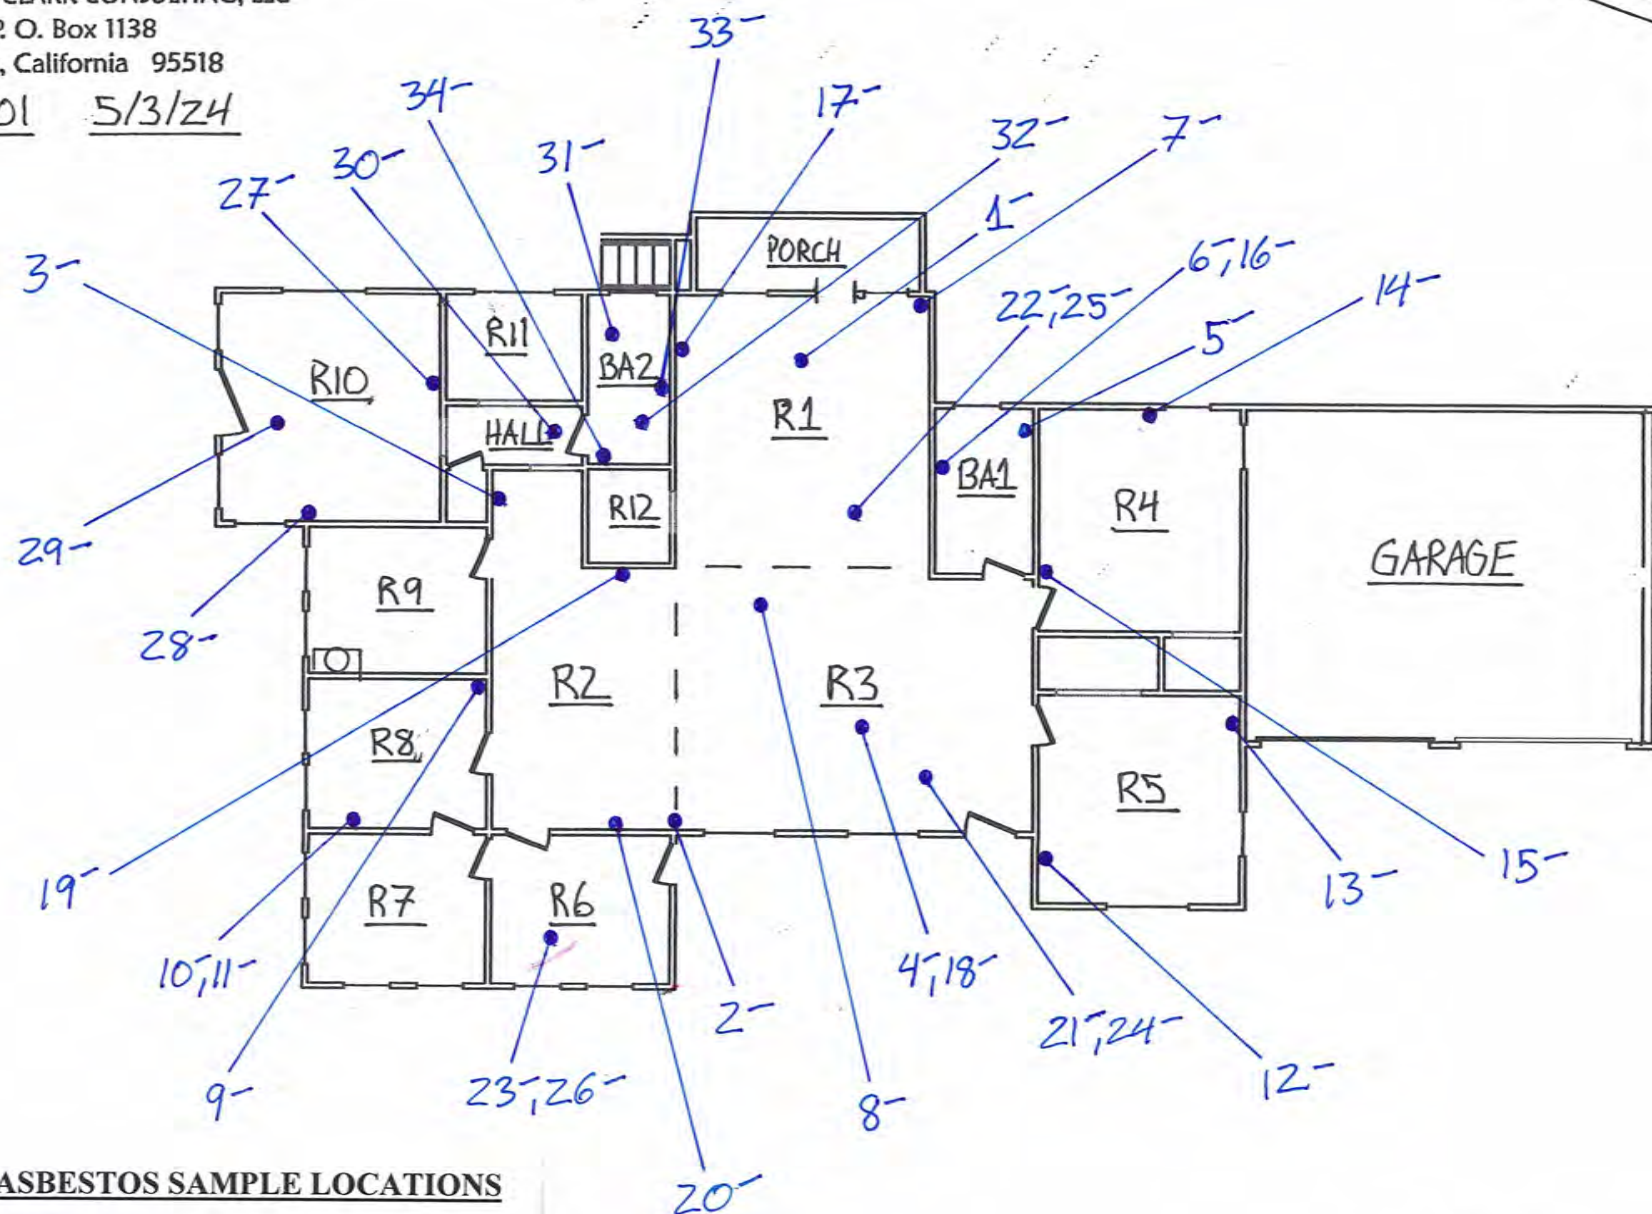 P. O. Box 1138
, California 95518
01 5/3/24
33-
34-
17-
32-
7-
31-
30-
27-
1-
PORCH
6-,16-
3-
14-
22-,25-
5-
R11
R10
BA2
R1
HALL
BA1
R12
R4
GARAGE
29-
R9
28-
R2
R3
R8
R5
19-
15-
13-
R7
R6
10-,11-
4-,18-
2-
21-,24-
12-
9-
23-,26-
8-
20-
ASBESTOS SAMPLE LOCATIONS